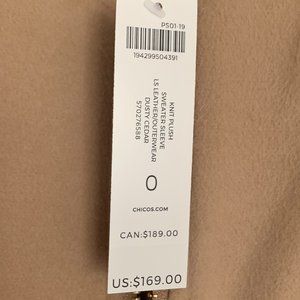 PS01-19
194299504391
KNIT PLUSH
SWEATER SLEEVE
LS LEATHER/OUTERWEAR
DUSTY CEDAR
570276588
0
CHICOS.COM
CAN:$189.00
US:$169.00